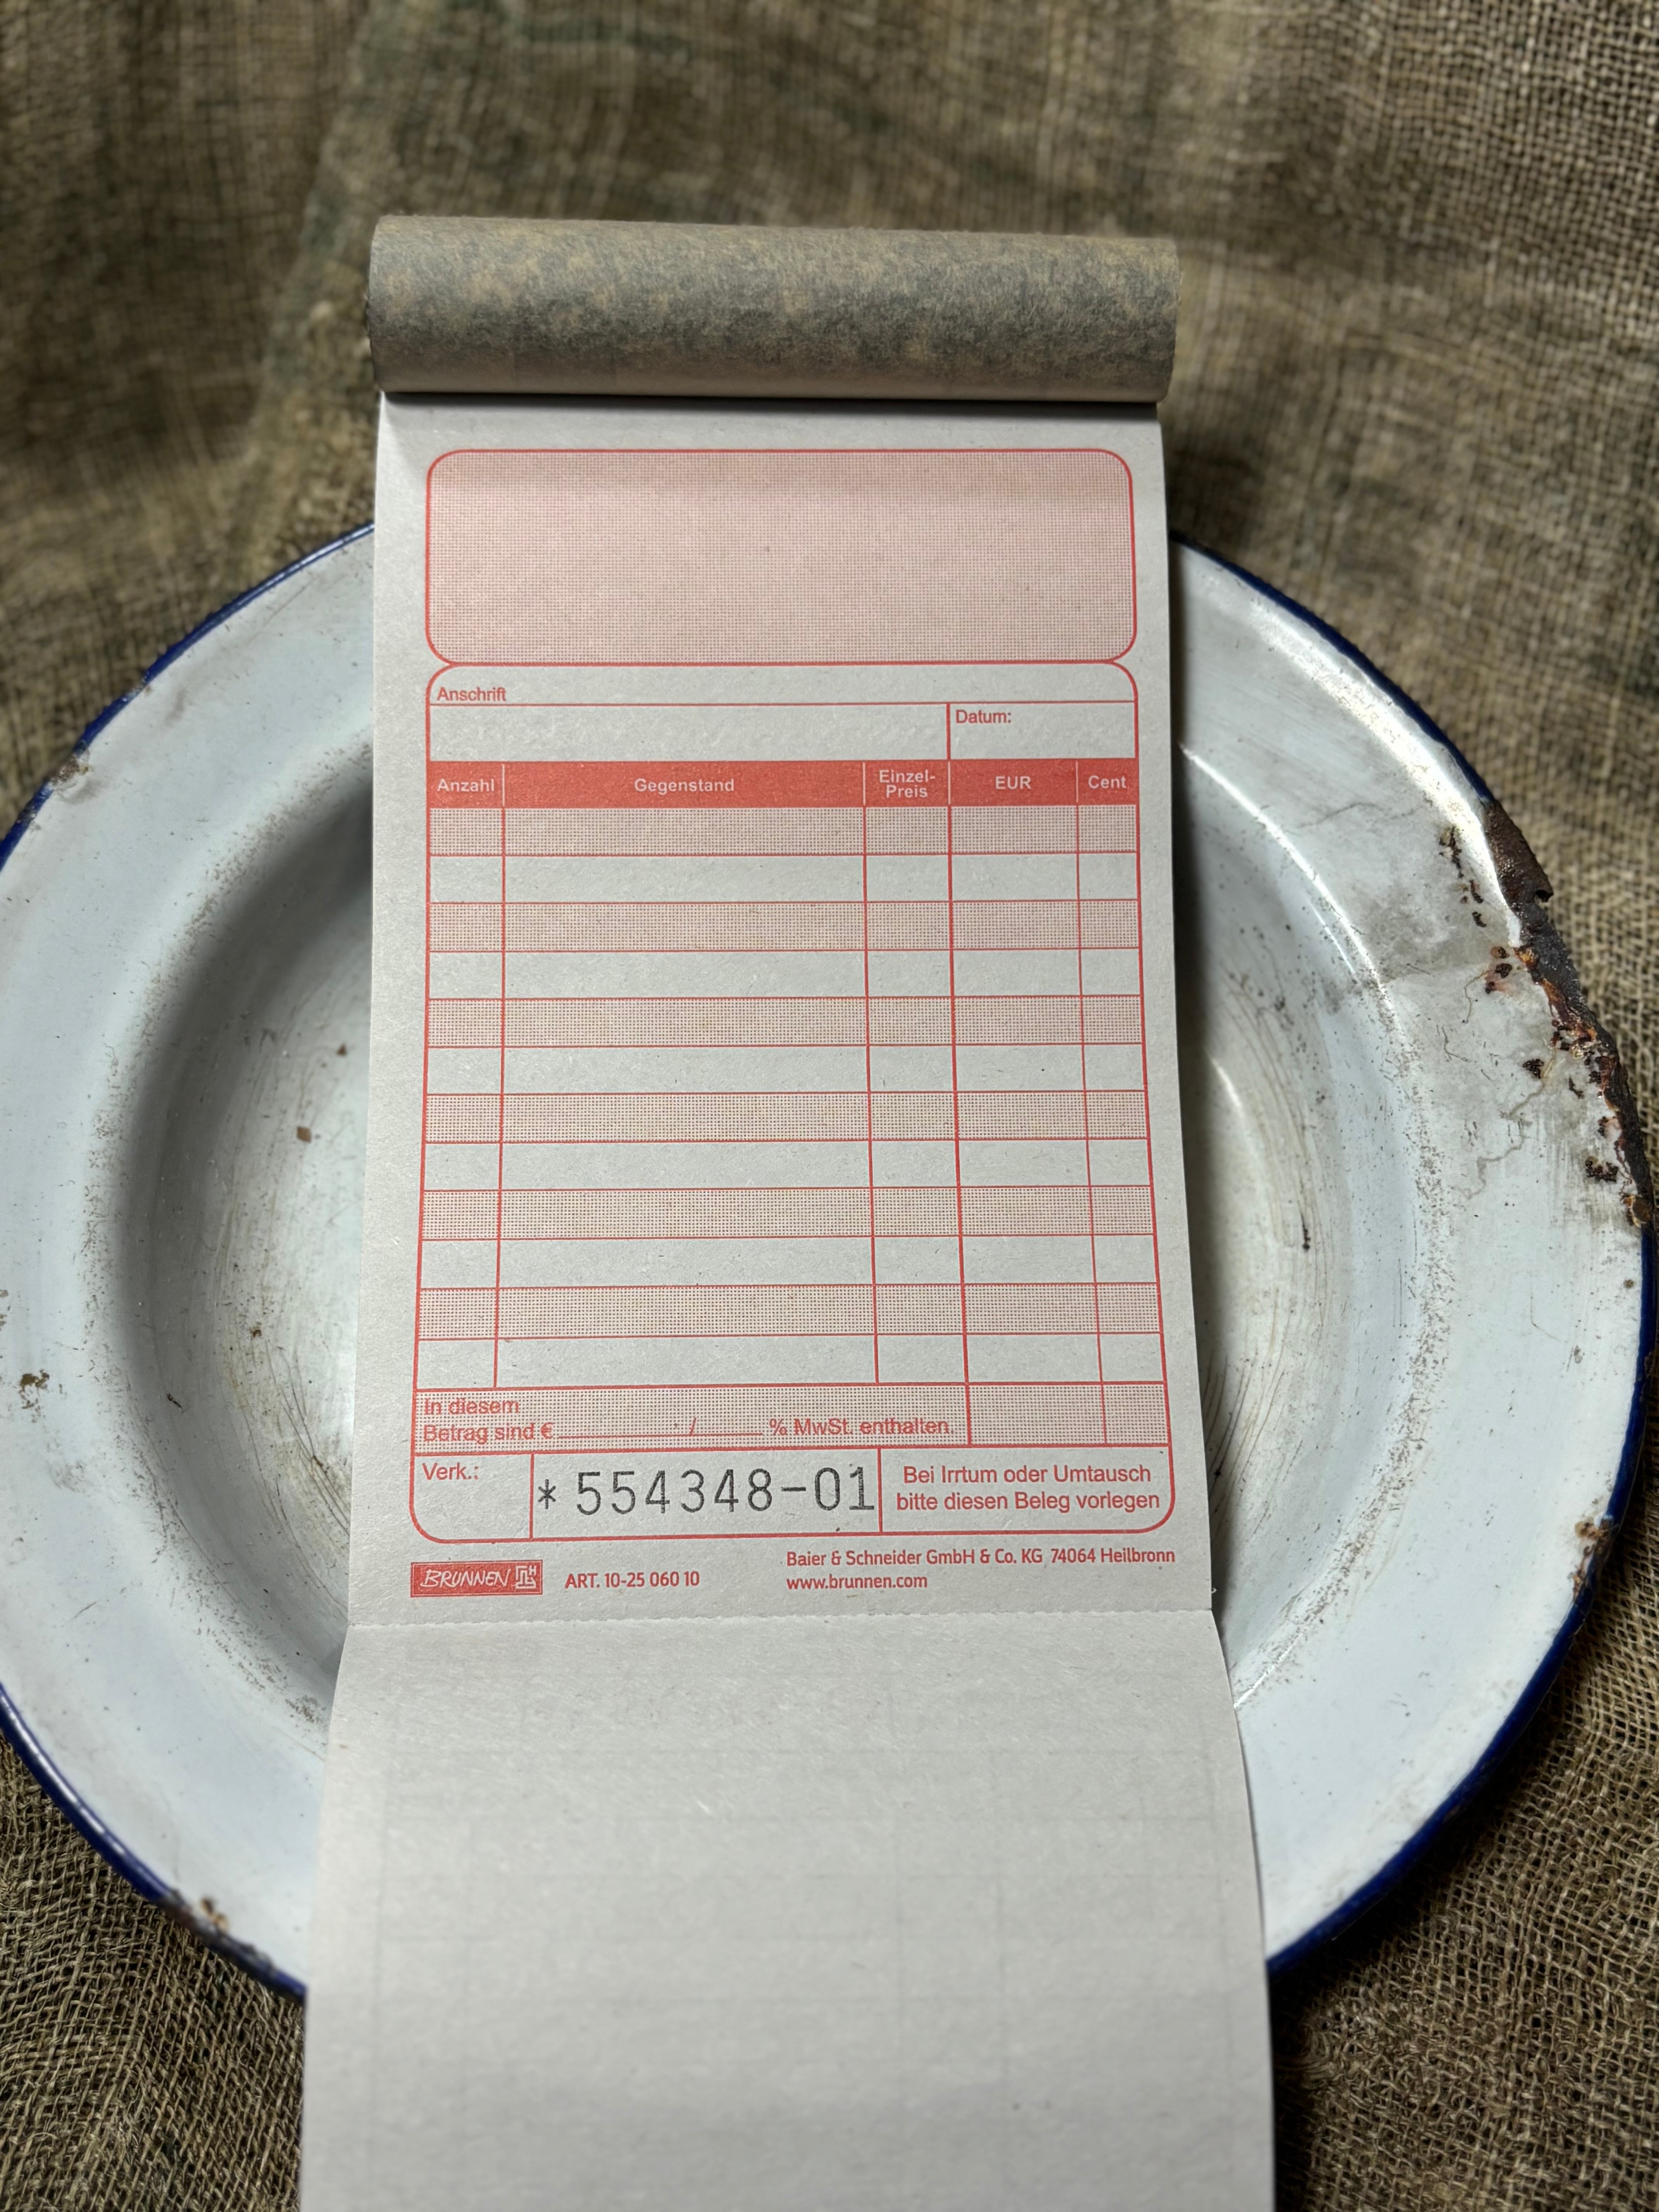 Anschrift
Datum:
Anzahl Gegenstand Einzel-Preis EUR Cent
In diesem
Betrag sind € ______ / ______ % MwSt. enthalten.
Verk.: *554348-01 Bei Irrtum oder Umtausch
bitte diesen Beleg vorlegen
BRUNNEN ART. 10-25 060 10 Baier & Schneider GmbH & Co. KG 74064 Heilbronn
www.brunnen.com